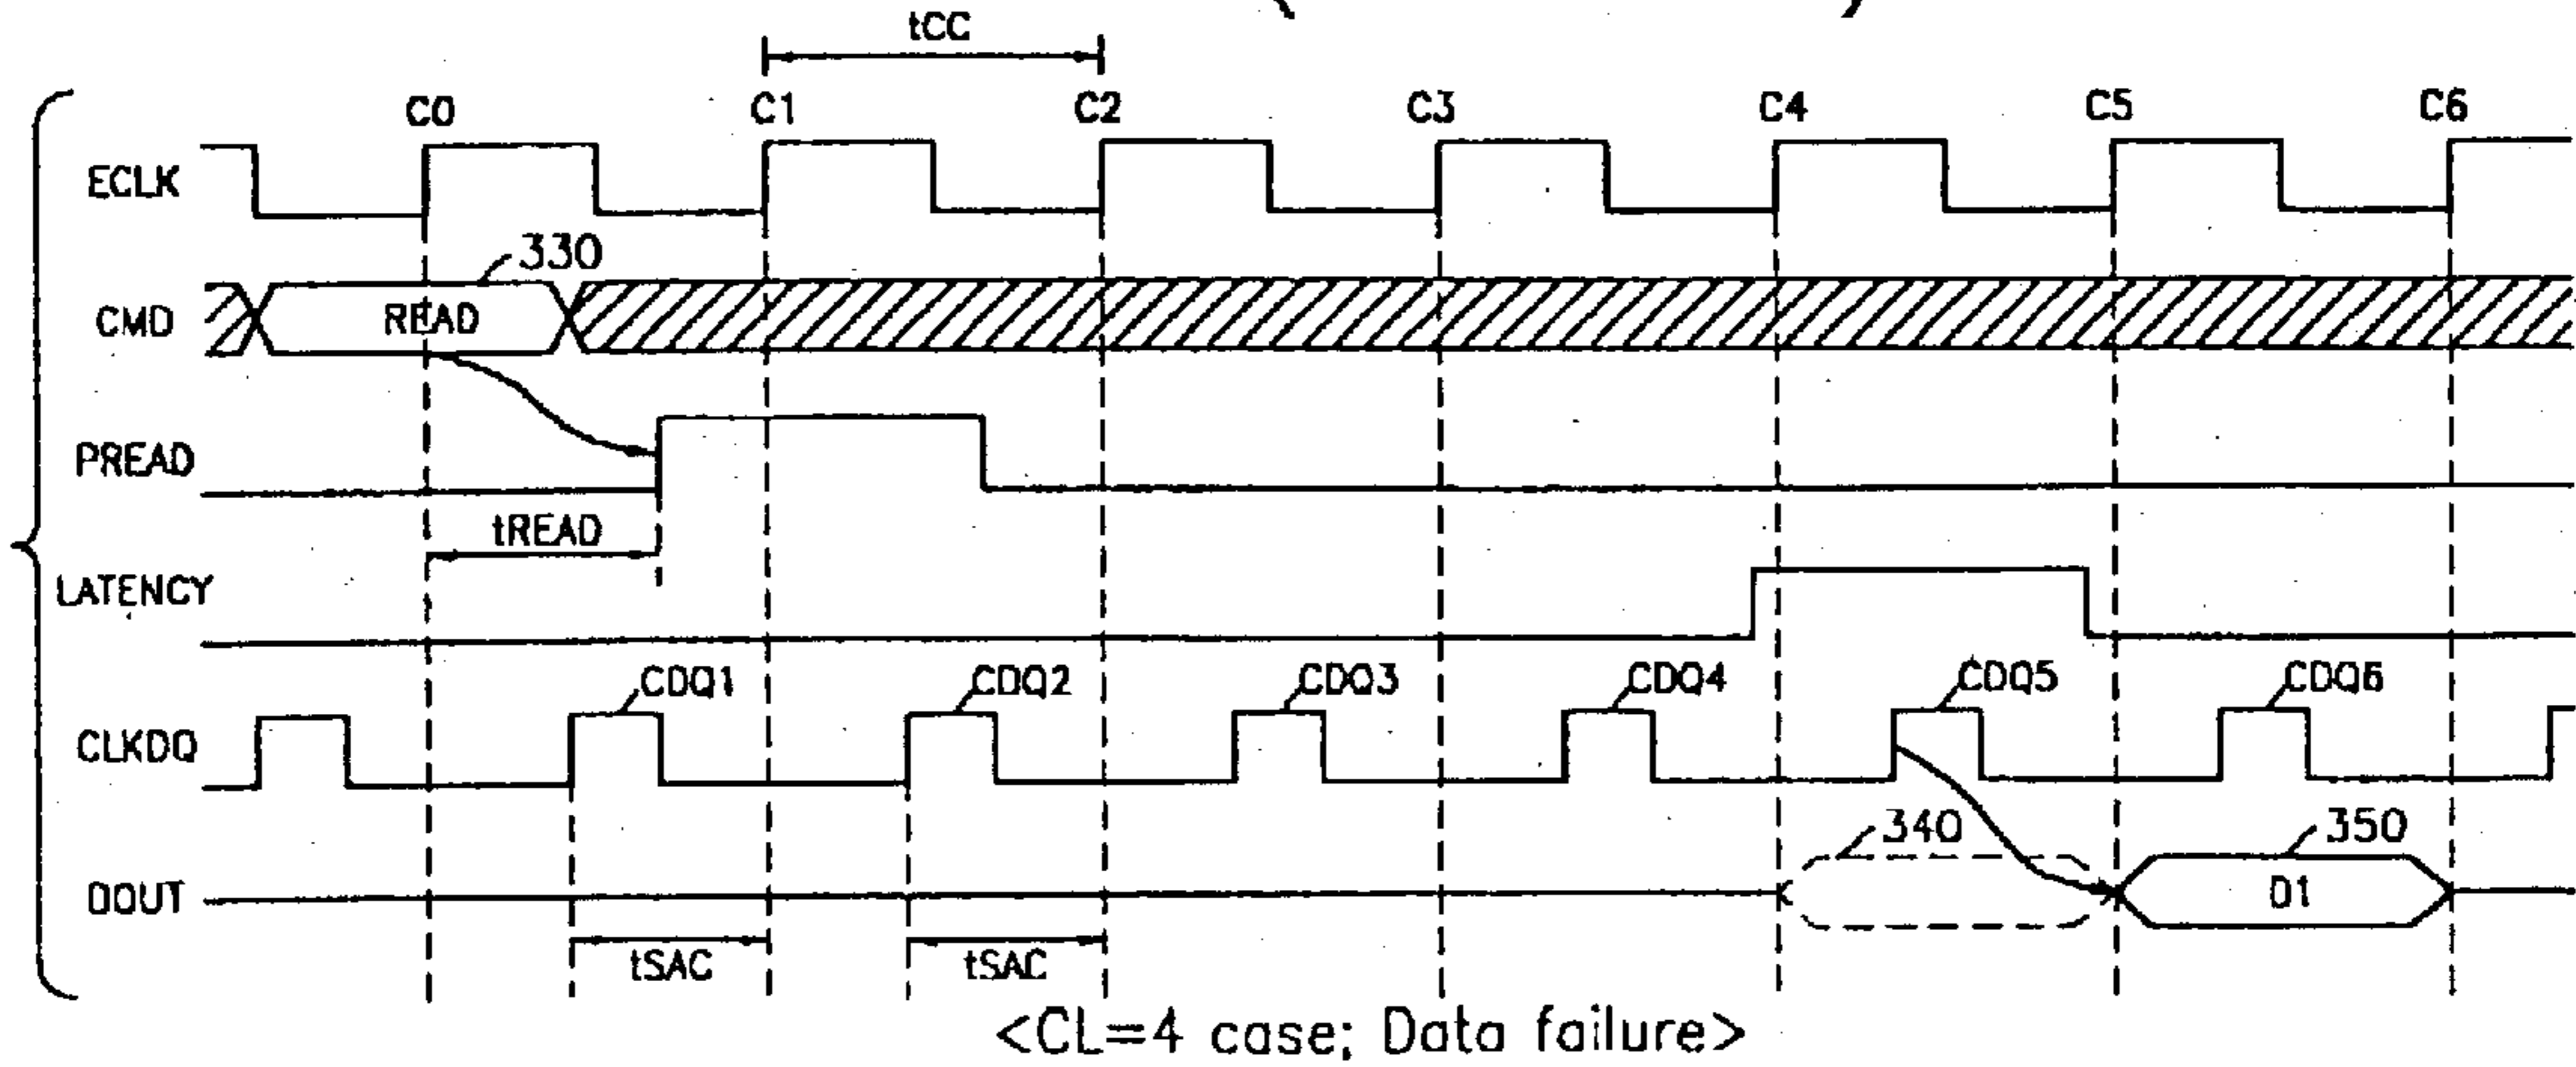 tCC
C0 C1 C2 C3 C4 C5 C6
ECLK
330
CMD READ
PREAD
tREAD
LATENCY
CDQ1 CDQ2 CDQ3 CDQ4 CDQ5 CDQ6
CLKDQ
340 350
DOUT D1
tSAC tSAC
<CL=4 case; Data failure>